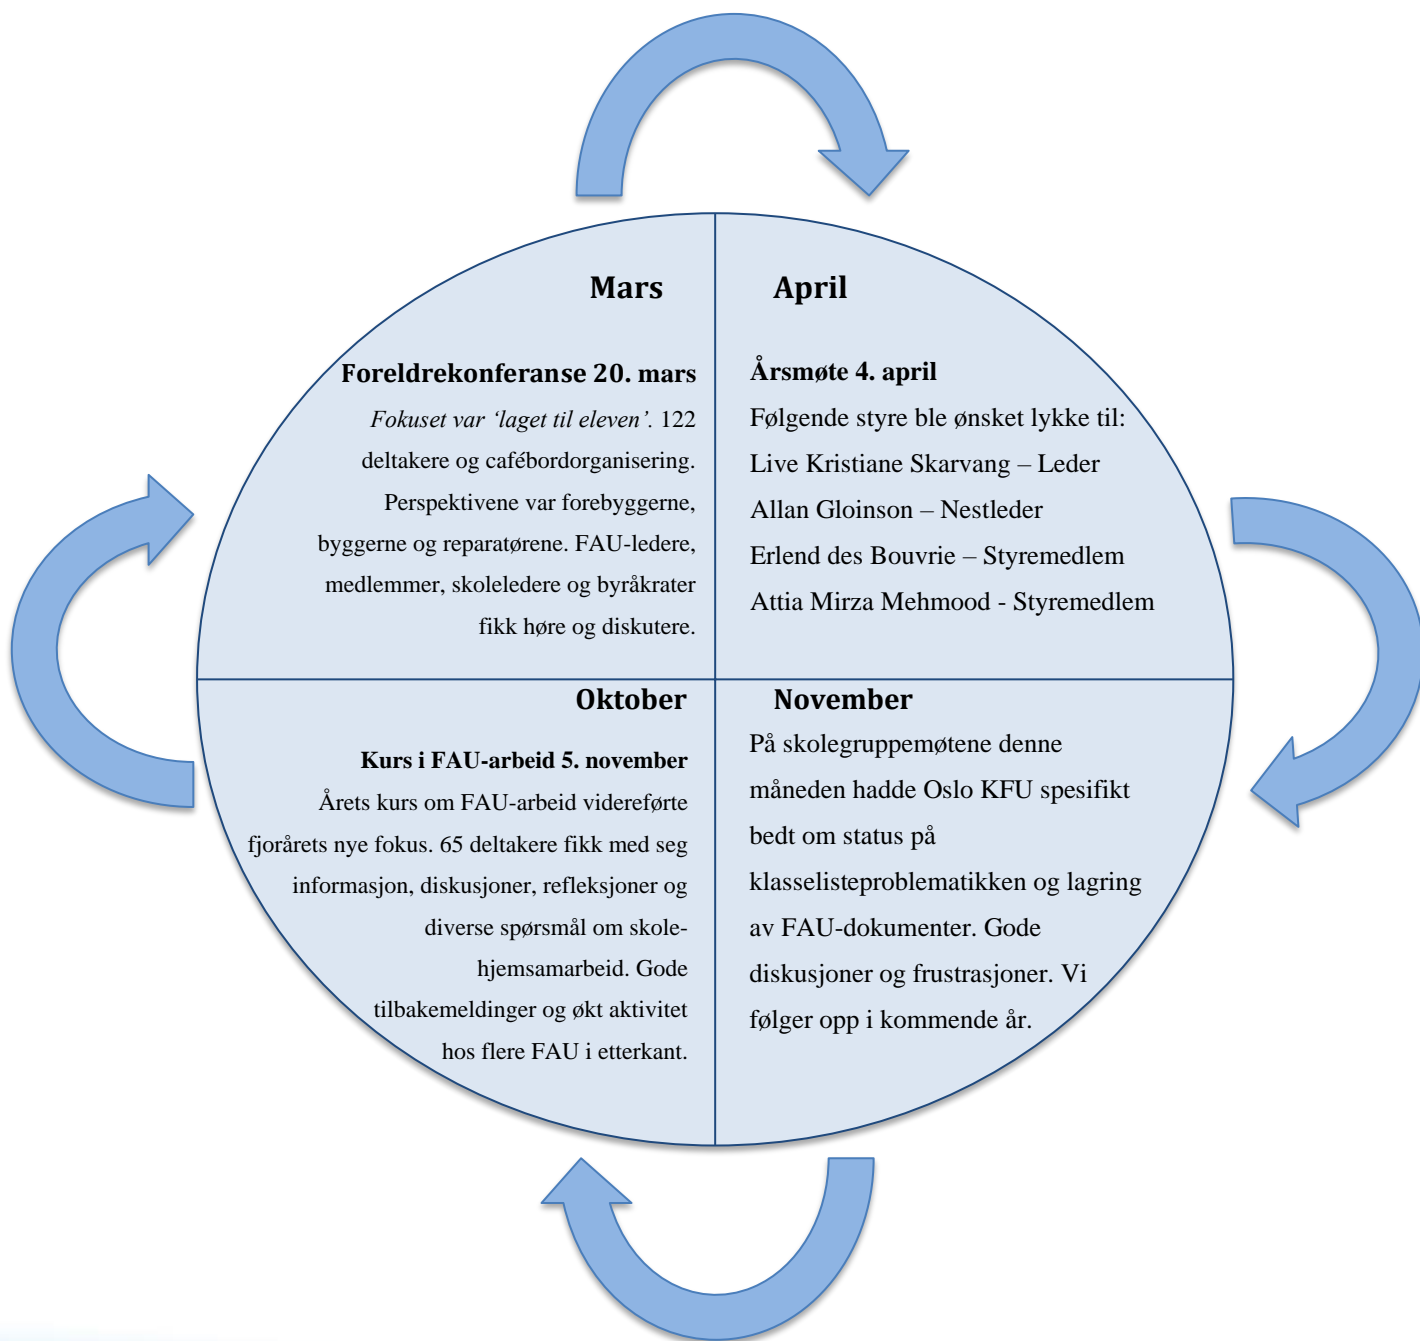 Mars
Foreldrekonferanse 20. mars
Fokuset var ‘laget til eleven’. 122
deltakere og cafébordorganisering.
Perspektivene var forebyggerne,
byggerne og reparatørene. FAU-ledere,
medlemmer, skoleledere og byråkrater
fikk høre og diskutere.
April
Årsmøte 4. april
Følgende styre ble ønsket lykke til:
Live Kristiane Skarvang – Leder
Allan Gloinson – Nestleder
Erlend des Bouvrie – Styremedlem
Attia Mirza Mehmood - Styremedlem
Oktober
Kurs i FAU-arbeid 5. november
Årets kurs om FAU-arbeid videreførte
fjorårets nye fokus. 65 deltakere fikk med seg
informasjon, diskusjoner, refleksjoner og
diverse spørsmål om skole-
hjemsamarbeid. Gode
tilbakemeldinger og økt aktivitet
hos flere FAU i etterkant.
November
På skolegruppemøtene denne
måneden hadde Oslo KFU spesifikt
bedt om status på
klasselisteproblematikken og lagring
av FAU-dokumenter. Gode
diskusjoner og frustrasjoner. Vi
følger opp i kommende år.